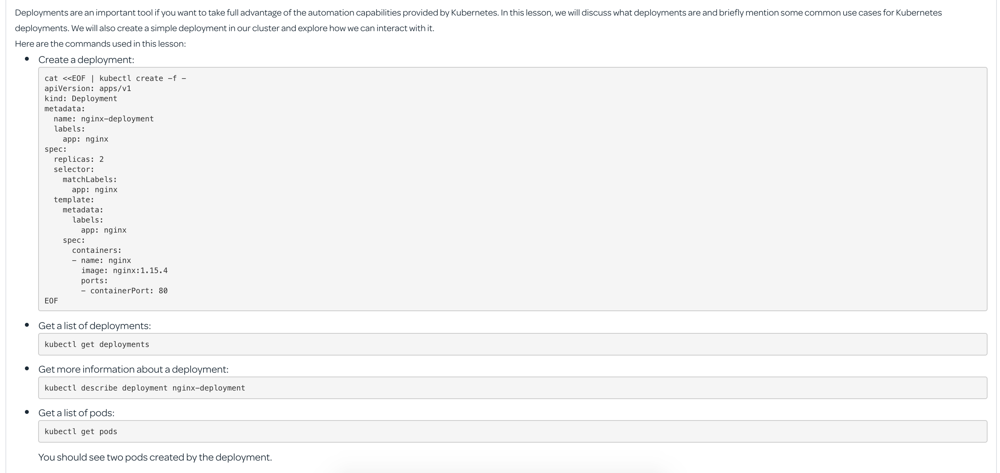 Deployments are an important tool if you want to take full advantage of the automation capabilities provided by Kubernetes. In this lesson, we will discuss what deployments are and briefly mention some common use cases for Kubernetes
deployments. We will also create a simple deployment in our cluster and explore how we can interact with it.
Here are the commands used in this lesson:
• Create a deployment:
cat <<EOF | kubectl create -f -
apiVersion: apps/v1
kind: Deployment
metadata:
  name: nginx-deployment
  labels:
    app: nginx
spec:
  replicas: 2
  selector:
    matchLabels:
      app: nginx
  template:
    metadata:
      labels:
        app: nginx
    spec:
      containers:
      - name: nginx
        image: nginx:1.15.4
        ports:
        - containerPort: 80
EOF
• Get a list of deployments:
kubectl get deployments
• Get more information about a deployment:
kubectl describe deployment nginx-deployment
• Get a list of pods:
kubectl get pods
You should see two pods created by the deployment.